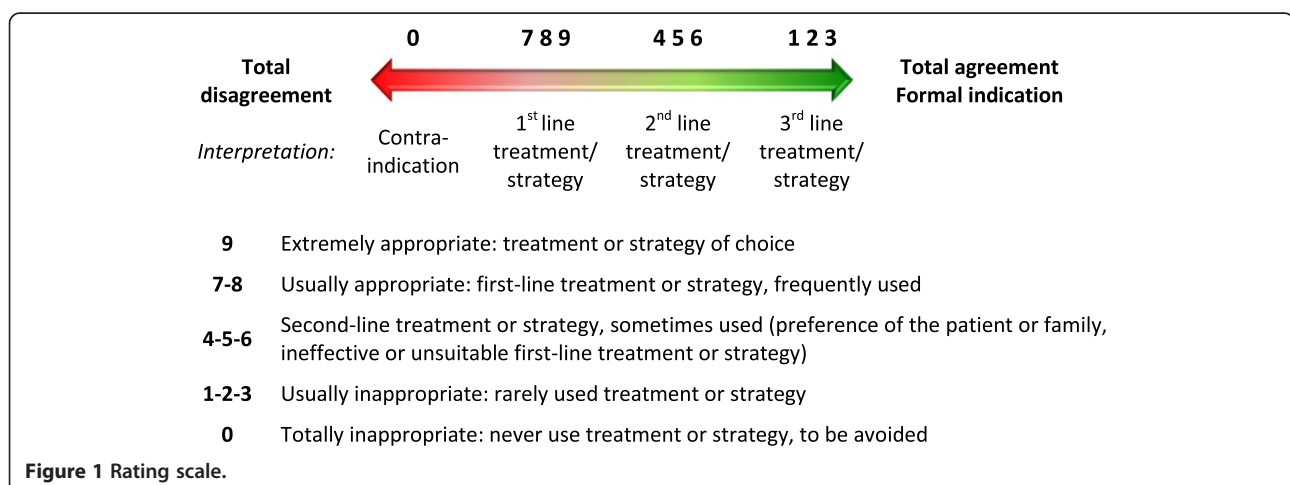 0 7 8 9 4 5 6 1 2 3
Total
disagreement
Total agreement
Formal indication
Interpretation:
Contra-
indication
1st line
treatment/
strategy
2nd line
treatment/
strategy
3rd line
treatment/
strategy
9 Extremely appropriate: treatment or strategy of choice
7-8 Usually appropriate: first-line treatment or strategy, frequently used
4-5-6 Second-line treatment or strategy, sometimes used (preference of the patient or family,
ineffective or unsuitable first-line treatment or strategy)
1-2-3 Usually inappropriate: rarely used treatment or strategy
0 Totally inappropriate: never use treatment or strategy, to be avoided
Figure 1 Rating scale.